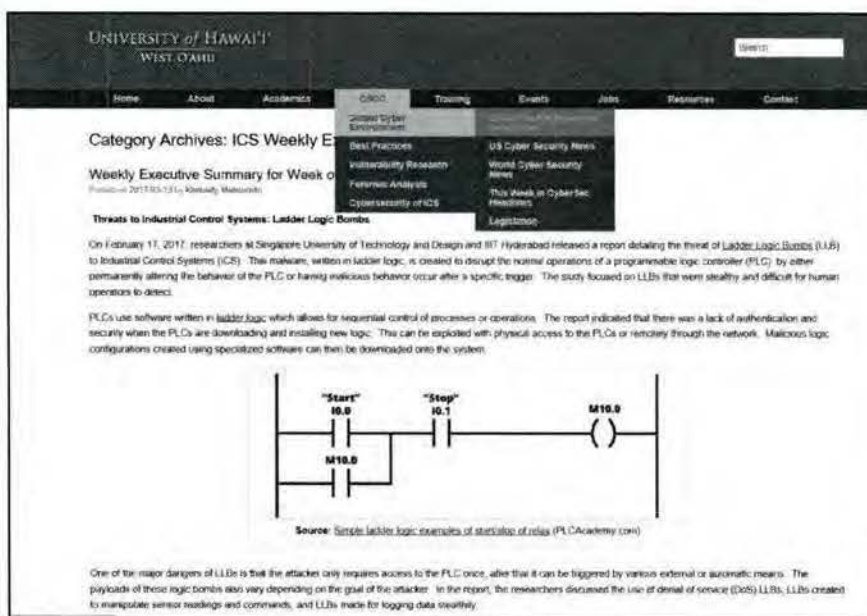 UNIVERSITY of HAWAI'I
WEST O'AHU
Search
Home About Academics CSCC Training Events Jobs Resources Contact
Global Cyber
Environment
Best Practices
Vulnerability Research
Forensic Analysis
Cybersecurity of ICS
US Cyber Security News
World Cyber Security
News
This Week in CyberSec
Headlines
Legislation
Category Archives: ICS Weekly E
Weekly Executive Summary for Week o
Threats to Industrial Control Systems: Ladder Logic Bombs
On February 17, 2017, researchers at Singapore University of Technology and Design and IIIT Hyderabad released a report detailing the threat of Ladder Logic Bombs (LLB)
to Industrial Control Systems (ICS). This malware, written in ladder logic, is created to disrupt the normal operations of a programmable logic controller (PLC) by either
permanently altering the behavior of the PLC or having malicious behavior occur after a specific trigger. The study focused on LLBs that were stealthy and difficult for human
operators to detect.
PLCs use software written in ladder logic which allows for sequential control of processes or operations. The report indicated that there was a lack of authentication and
security when the PLCs are downloading and installing new logic. This can be exploited with physical access to the PLCs or remotely through the network. Malicious logic
configurations created using specialized software can then be downloaded onto the system.
"Start" "Stop"
I0.0 I0.1 M10.0
M10.0
Source: Simple ladder logic examples of start/stop of relax (PLCAcademy.com)
One of the major dangers of LLBs is that the attacker only requires access to the PLC once, after that it can be triggered by various external or automatic means. The
payloads of these logic bombs also vary depending on the goal of the attacker. In the report, the researchers discussed the use of denial of service (DoS) LLBs, LLBs created
to manipulate sensor readings and commands, and LLBs made for logging data stealthily.